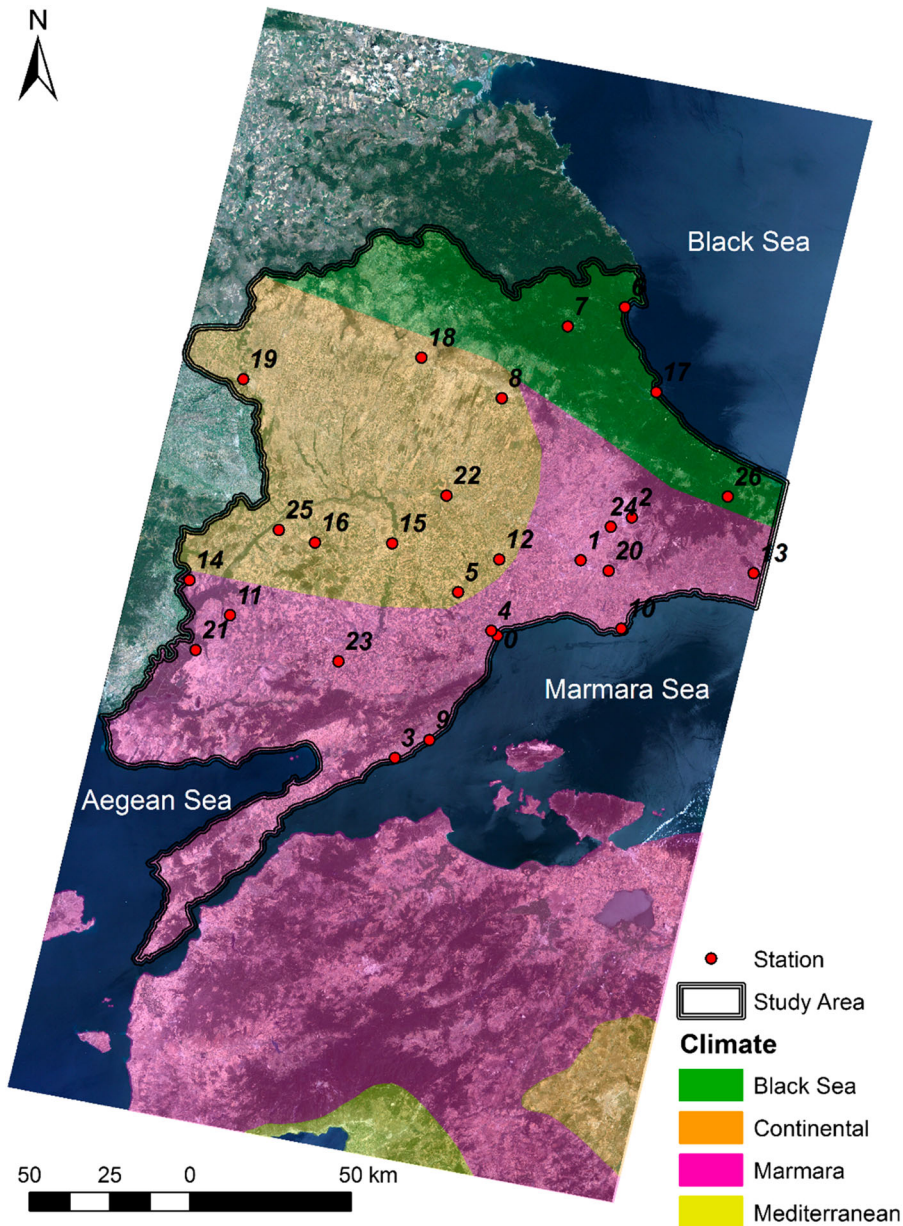 N
Black Sea
6
7
18
19
17
8
22
26
2
24
25
16
15
12
1
20
13
14
5
11
4
0
10
21
23
Marmara Sea
9
3
Aegean Sea
Station
Study Area
Climate
Black Sea
Continental
Marmara
Mediterranean
50 25 0 50 km